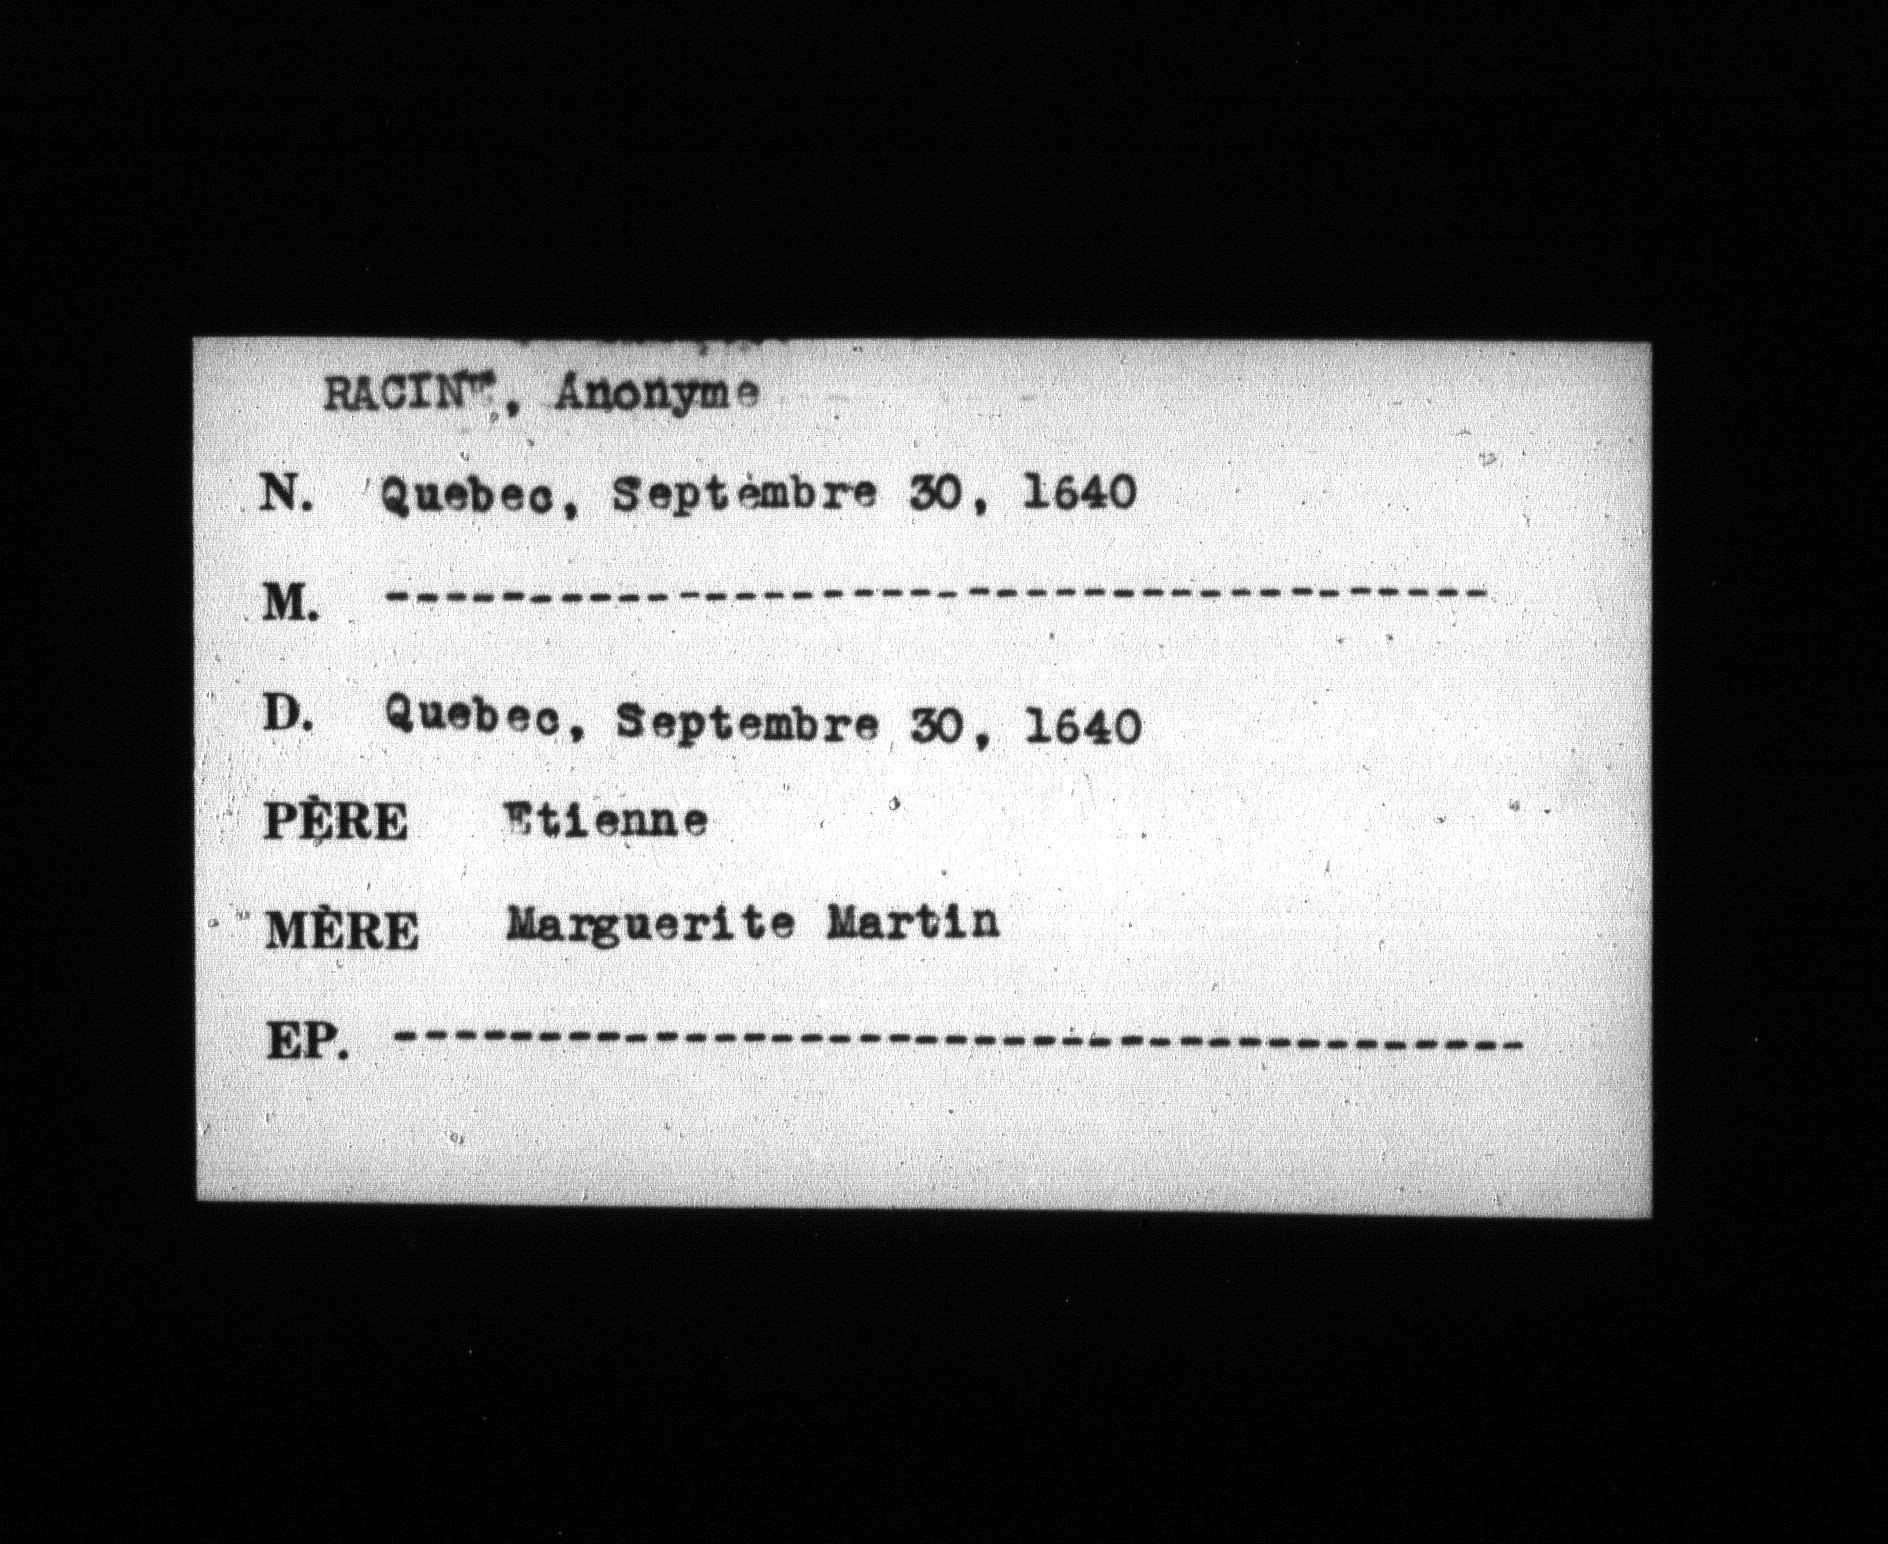 RACINE, Anonyme
N. Quebec, Septembre 30, 1640
M. --------------------------------------
D. Quebec, Septembre 30, 1640
PÈRE Etienne
MÈRE Marguerite Martin
EP. ---------------------------------------